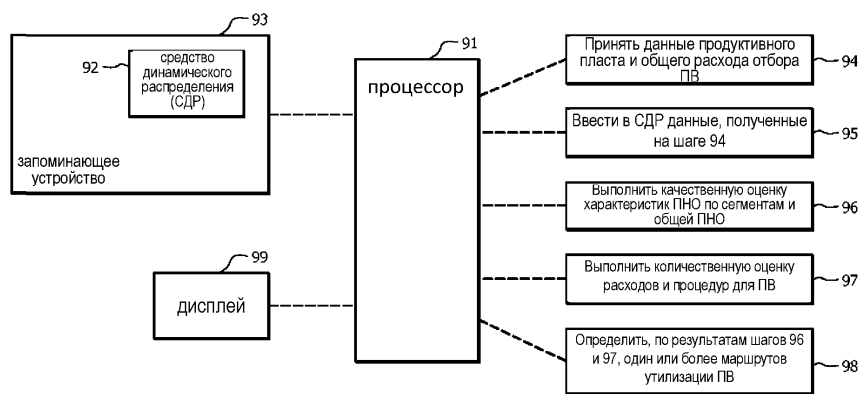 93
92
средство
динамического
распределения
(СДР)
запоминающее
устройство
91
процессор
99
дисплей
Принять данные продуктивного
пласта и общего расхода отбора
ПВ
94
Ввести в СДР данные, полученные
на шаге 94
95
Выполнить качественную оценку
характеристик ПНО по сегментам и
общей ПНО
96
Выполнить количественную оценку
расходов и процедур для ПВ
97
Определить, по результатам шагов 96
и 97, один или более маршрутов
утилизации ПВ
98